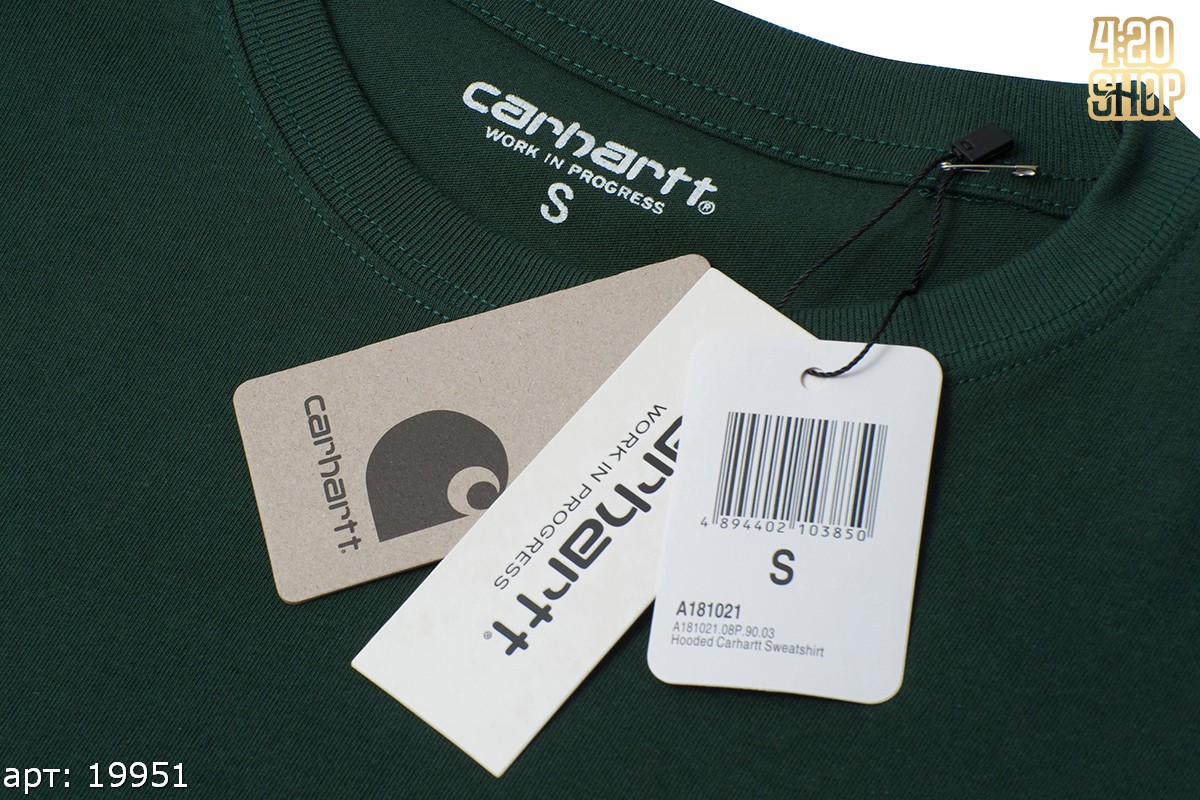 4:20
SHOP
carhartt
WORK IN PROGRESS
®
S
carhartt.
arhartt
WORK IN PROGRESS
®
4 894402 103850
S
A181021
A181021.08P.90.03
Hooded Carhartt Sweatshirt
арт: 19951